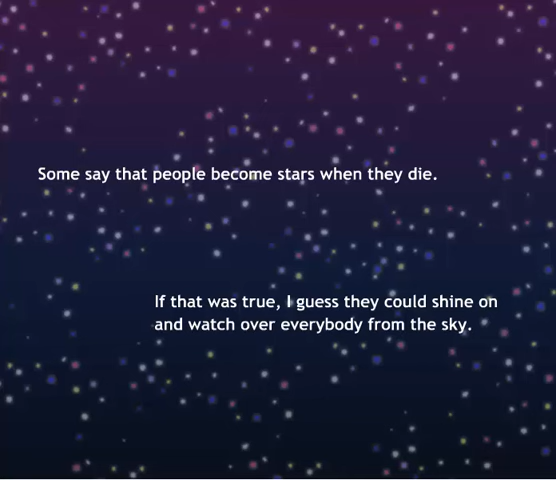 Some say that people become stars when they die.
If that was true, I guess they could shine on
and watch over everybody from the sky.